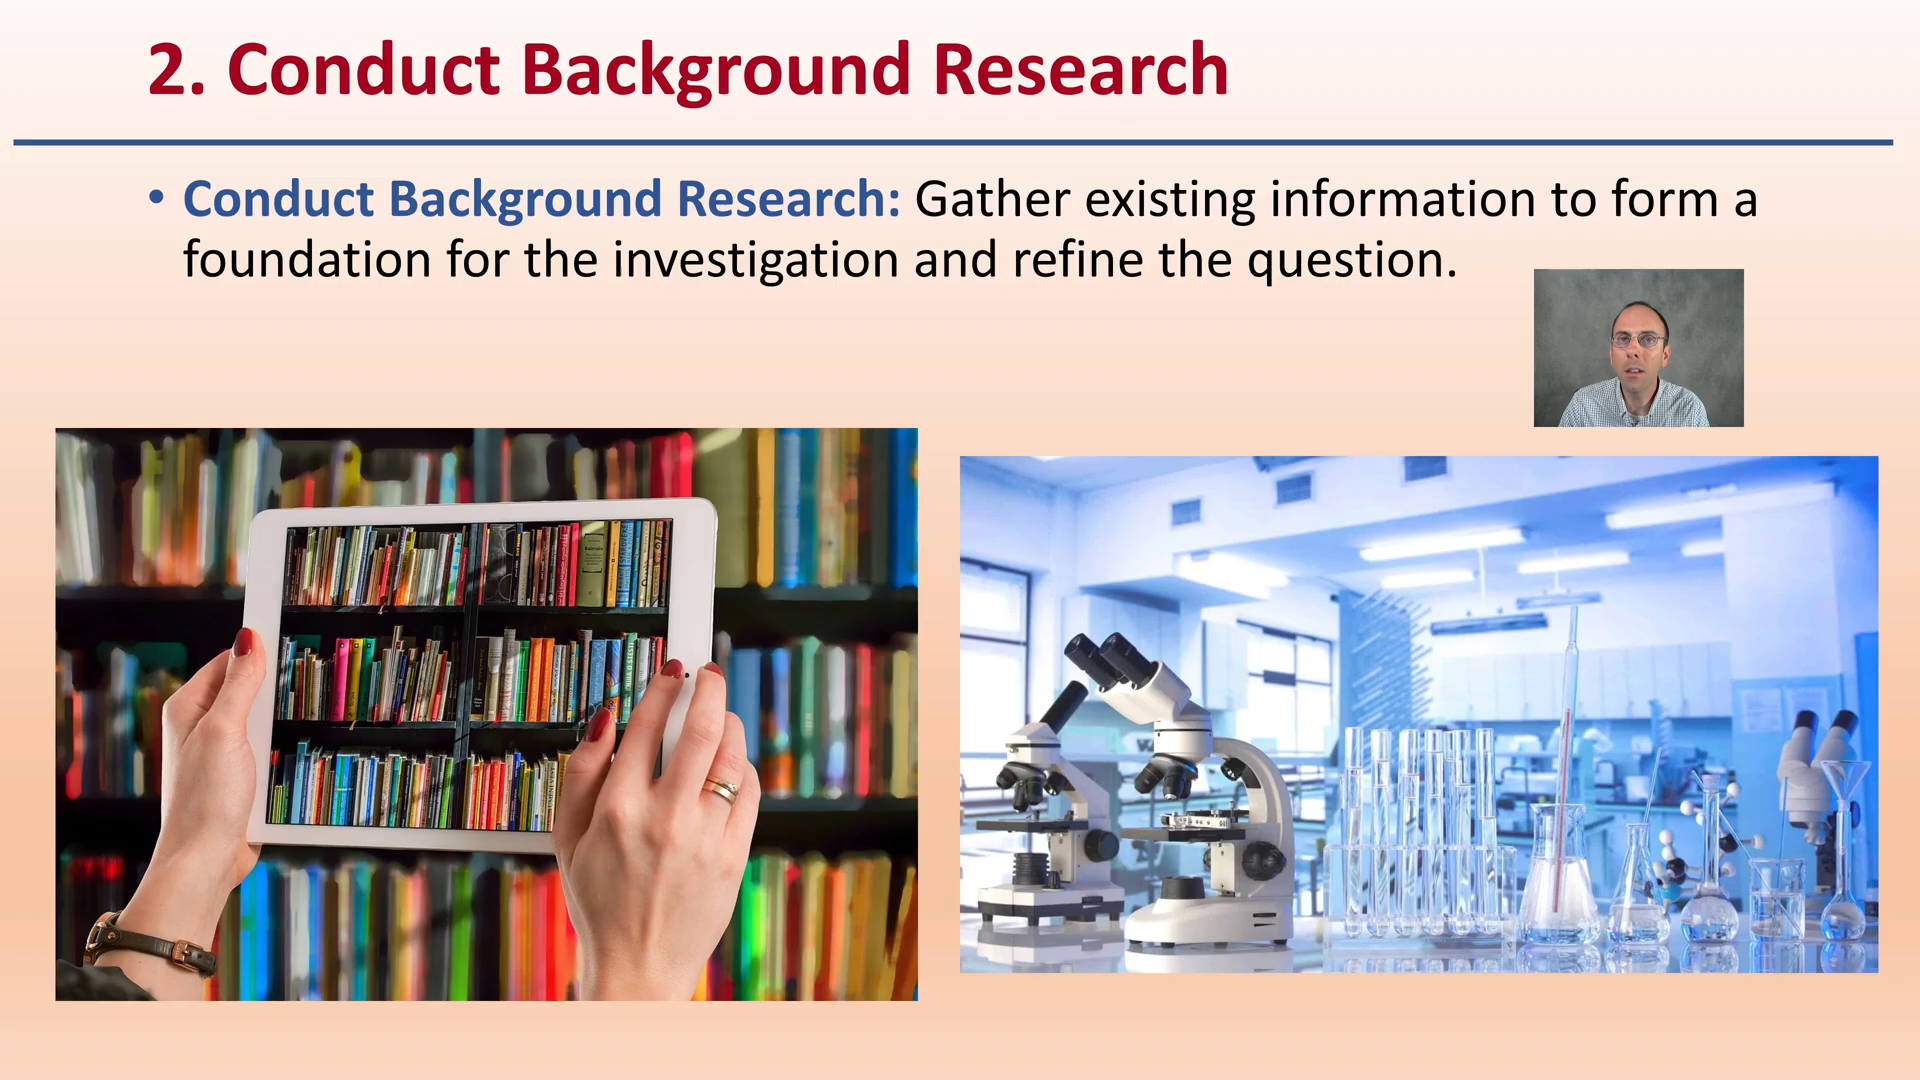 2. Conduct Background Research
• Conduct Background Research: Gather existing information to form a
foundation for the investigation and refine the question.